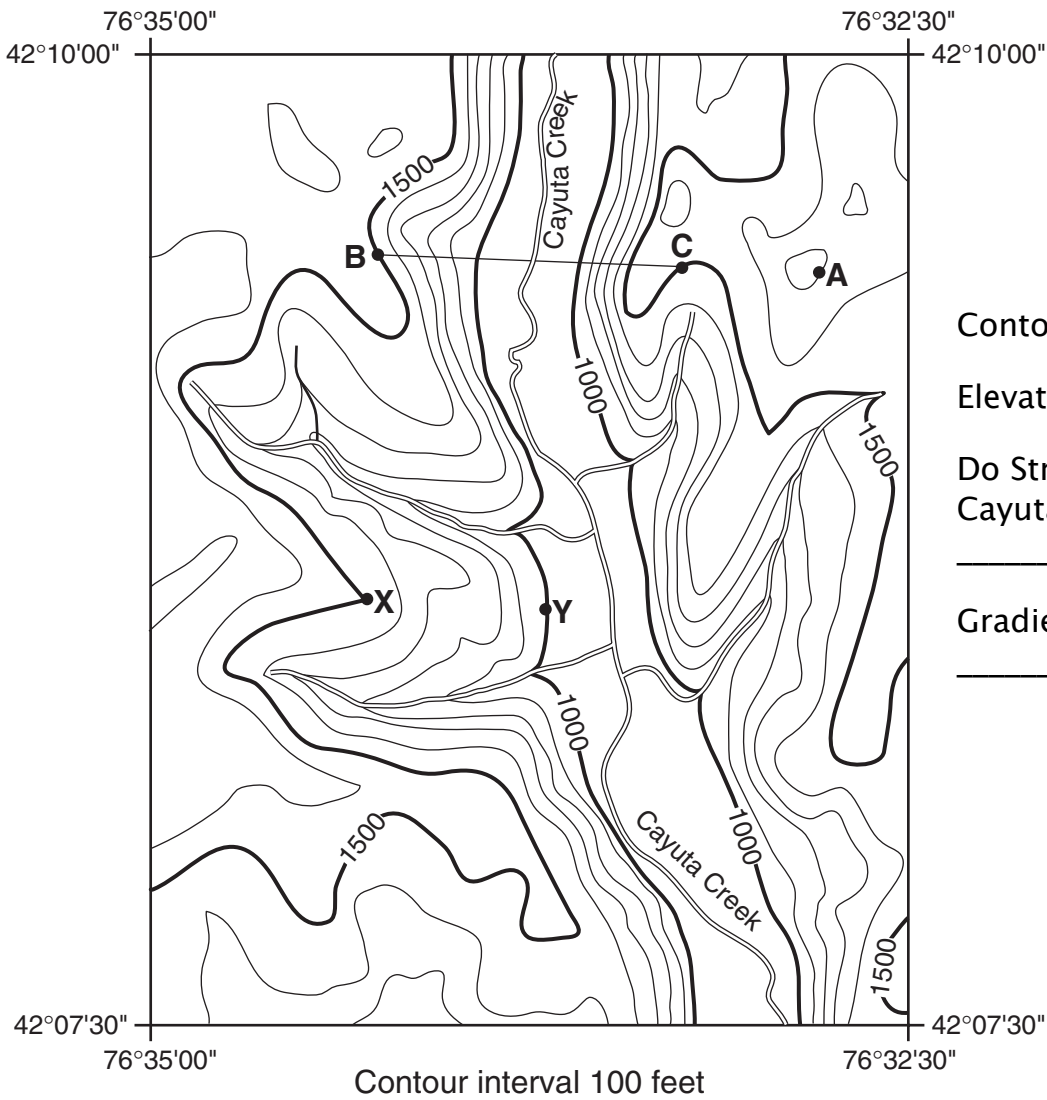 76°35'00" 76°32'30"
42°10'00" 42°10'00"
Cayuta Creek
1500
B
C
A
Conto
1000
Elevat
1500
Do Str
Cayuta
X
Y
Gradie
1000
1000
1500
Cayuta Creek
1500
42°07'30" 42°07'30"
76°35'00" 76°32'30"
Contour interval 100 feet